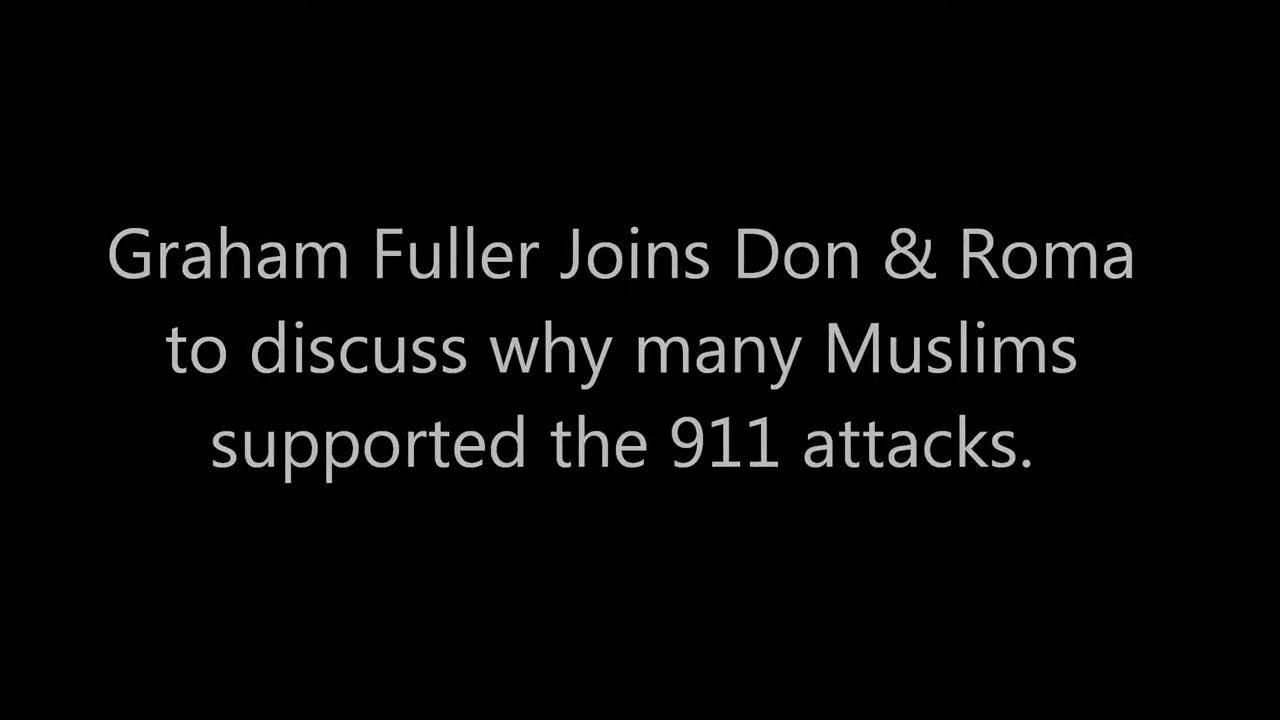 Graham Fuller Joins Don & Roma
to discuss why many Muslims
supported the 911 attacks.